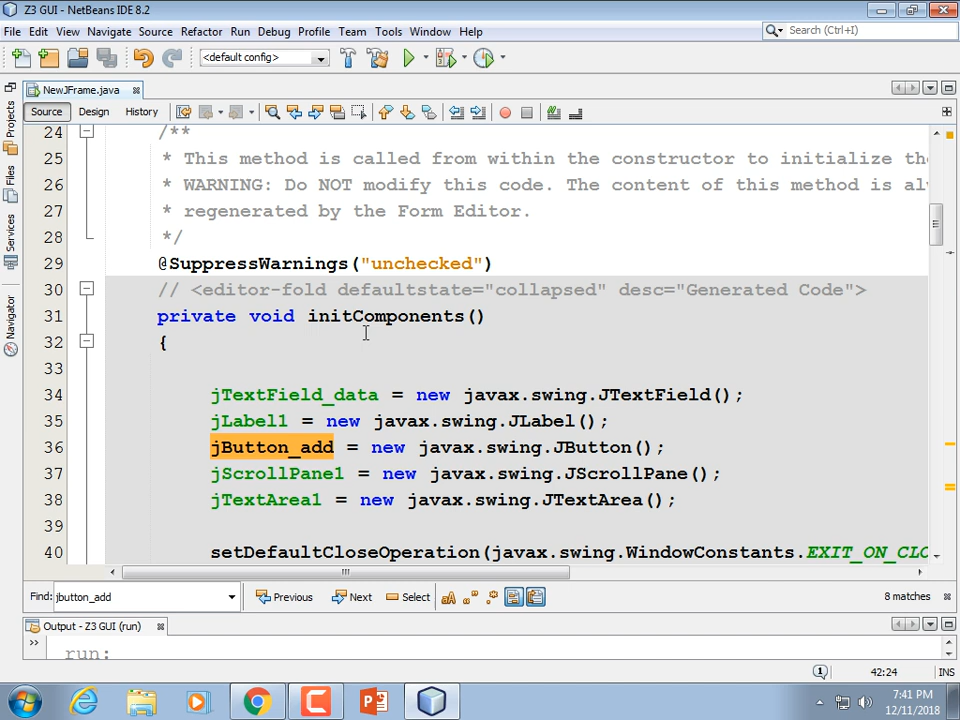 Z3 GUI - NetBeans IDE 8.2
File Edit View Navigate Source Refactor Run Debug Profile Team Tools Window Help
Search (Ctrl+I)
<default config>
NewJFrame.java
Source Design History
Projects
Files
Services
Navigator
24 /**
25 * This method is called from within the constructor to initialize the
26 * WARNING: Do NOT modify this code. The content of this method is al
27 * regenerated by the Form Editor.
28 */
29 @SuppressWarnings("unchecked")
30 // <editor-fold defaultstate="collapsed" desc="Generated Code">
31 private void initComponents()
32 {
33
34 jTextField_data = new javax.swing.JTextField();
35 jLabel1 = new javax.swing.JLabel();
36 jButton_add = new javax.swing.JButton();
37 jScrollPane1 = new javax.swing.JScrollPane();
38 jTextArea1 = new javax.swing.JTextArea();
39
40 setDefaultCloseOperation(javax.swing.WindowConstants.EXIT_ON_CLO
Find: jbutton_add Previous Next Select aA 8 matches
Output - Z3 GUI (run)
run:
1 42:24 INS
7:41 PM
12/11/2018